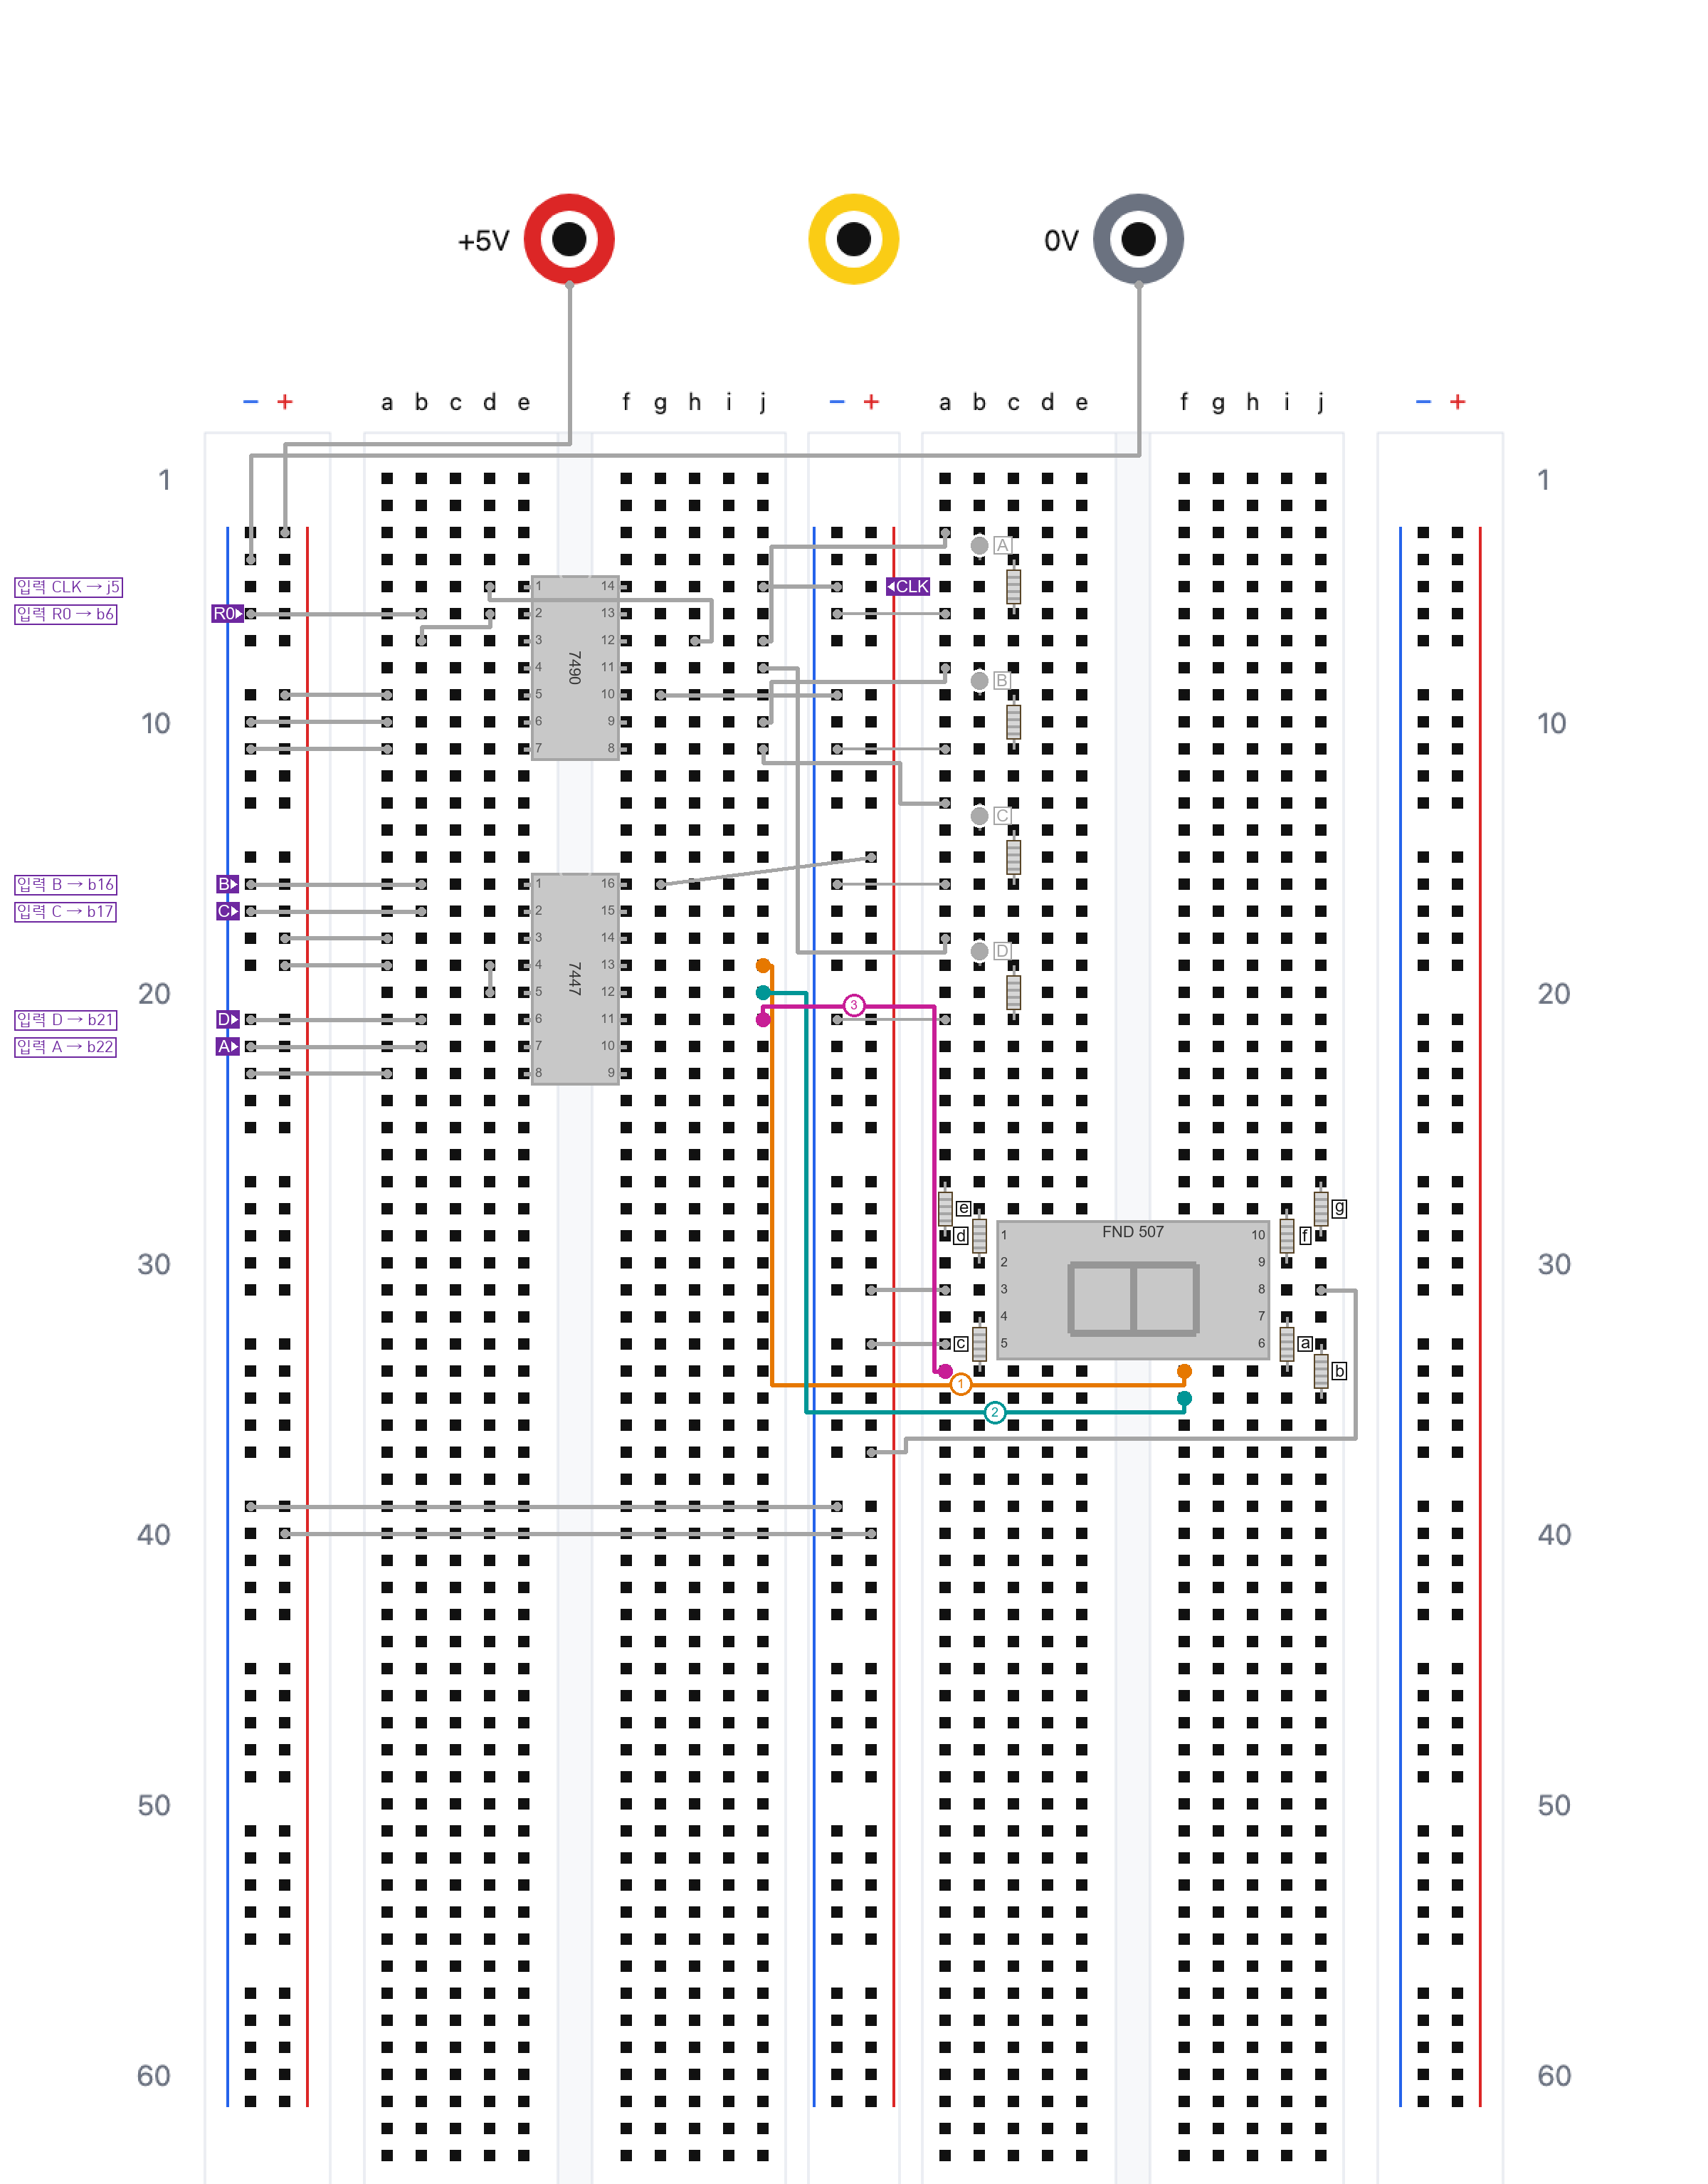 +5V 0V
− + a b c d e f g h i j − + a b c d e f g h i j − +
1 1
A
입력 CLK → j5 1 14 CLK
입력 R0 → b6 R0 2 13
3 12
7490
4 11
B
5 10
10 6 9 10
7 8
C
입력 B → b16 B 1 16
입력 C → b17 C 2 15
3 14
D
7447
4 13
20 5 12 20
3
입력 D → b21 D 6 11
입력 A → b22 A 7 10
8 9
e g
d 1 FND 507 10 f
30 2 9 30
3 8
4 7
c 5 6 a
b
1
2
40 40
50 50
60 60